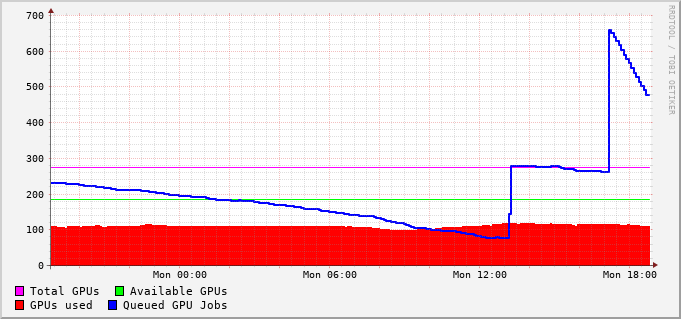 700
600
500
400
300
200
100
0
Mon 00:00 Mon 06:00 Mon 12:00 Mon 18:00
Total GPUs Available GPUs
GPUs used Queued GPU Jobs
RRDTOOL / TOBI OETIKER